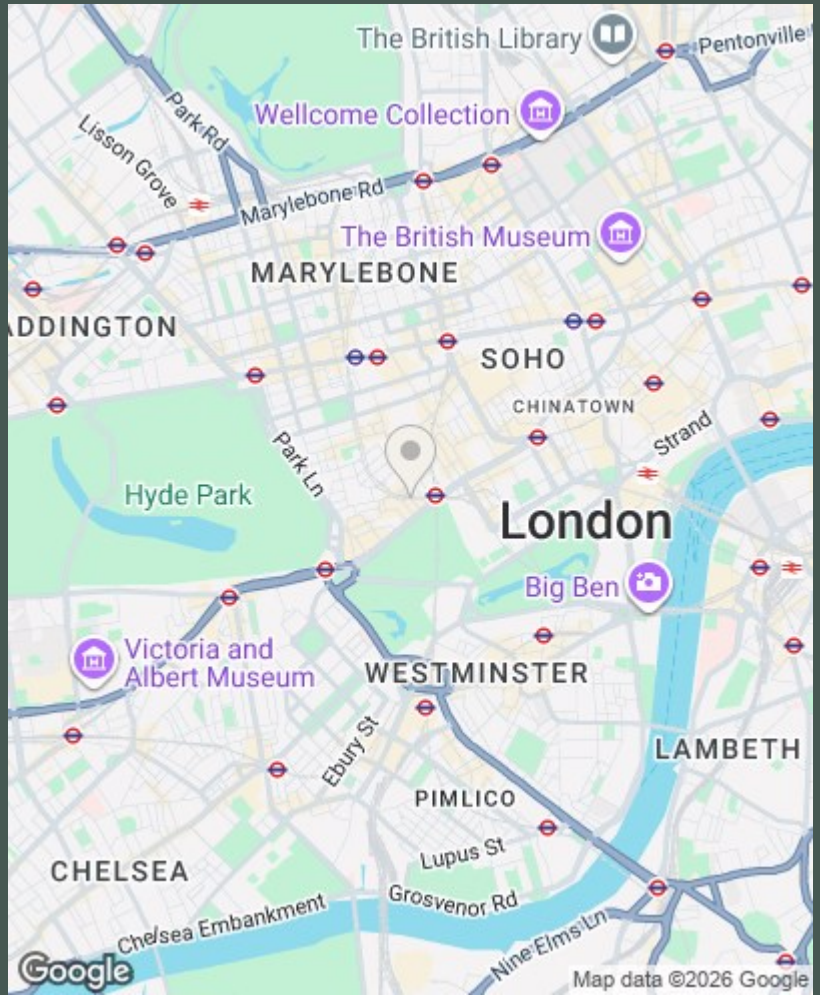 The British Library
Pentonville
Wellcome Collection
Park Rd
Lisson Grove
Marylebone Rd
The British Museum
MARYLEBONE
ADDINGTON
SOHO
CHINATOWN
Strand
Park Ln
Hyde Park
London
Big Ben
Victoria and
Albert Museum
WESTMINSTER
Ebury St
LAMBETH
PIMLICO
Lupus St
CHELSEA
Grosvenor Rd
Chelsea Embankment
Nine Elms Ln
Google
Map data ©2026 Google